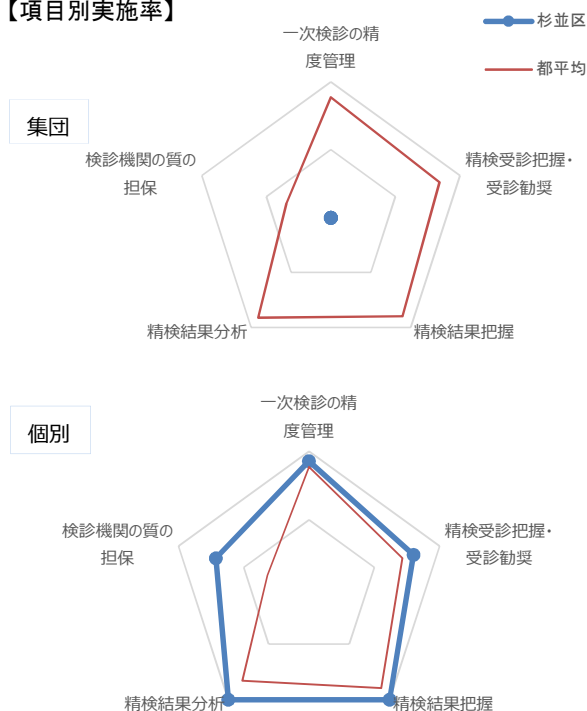 【項目別実施率】
杉並区
都平均
集団
一次検診の精
度管理
精検受診把握・
受診勧奨
検診機関の質の
担保
精検結果分析
精検結果把握
個別
一次検診の精
度管理
精検受診把握・
受診勧奨
検診機関の質の
担保
精検結果分析
精検結果把握